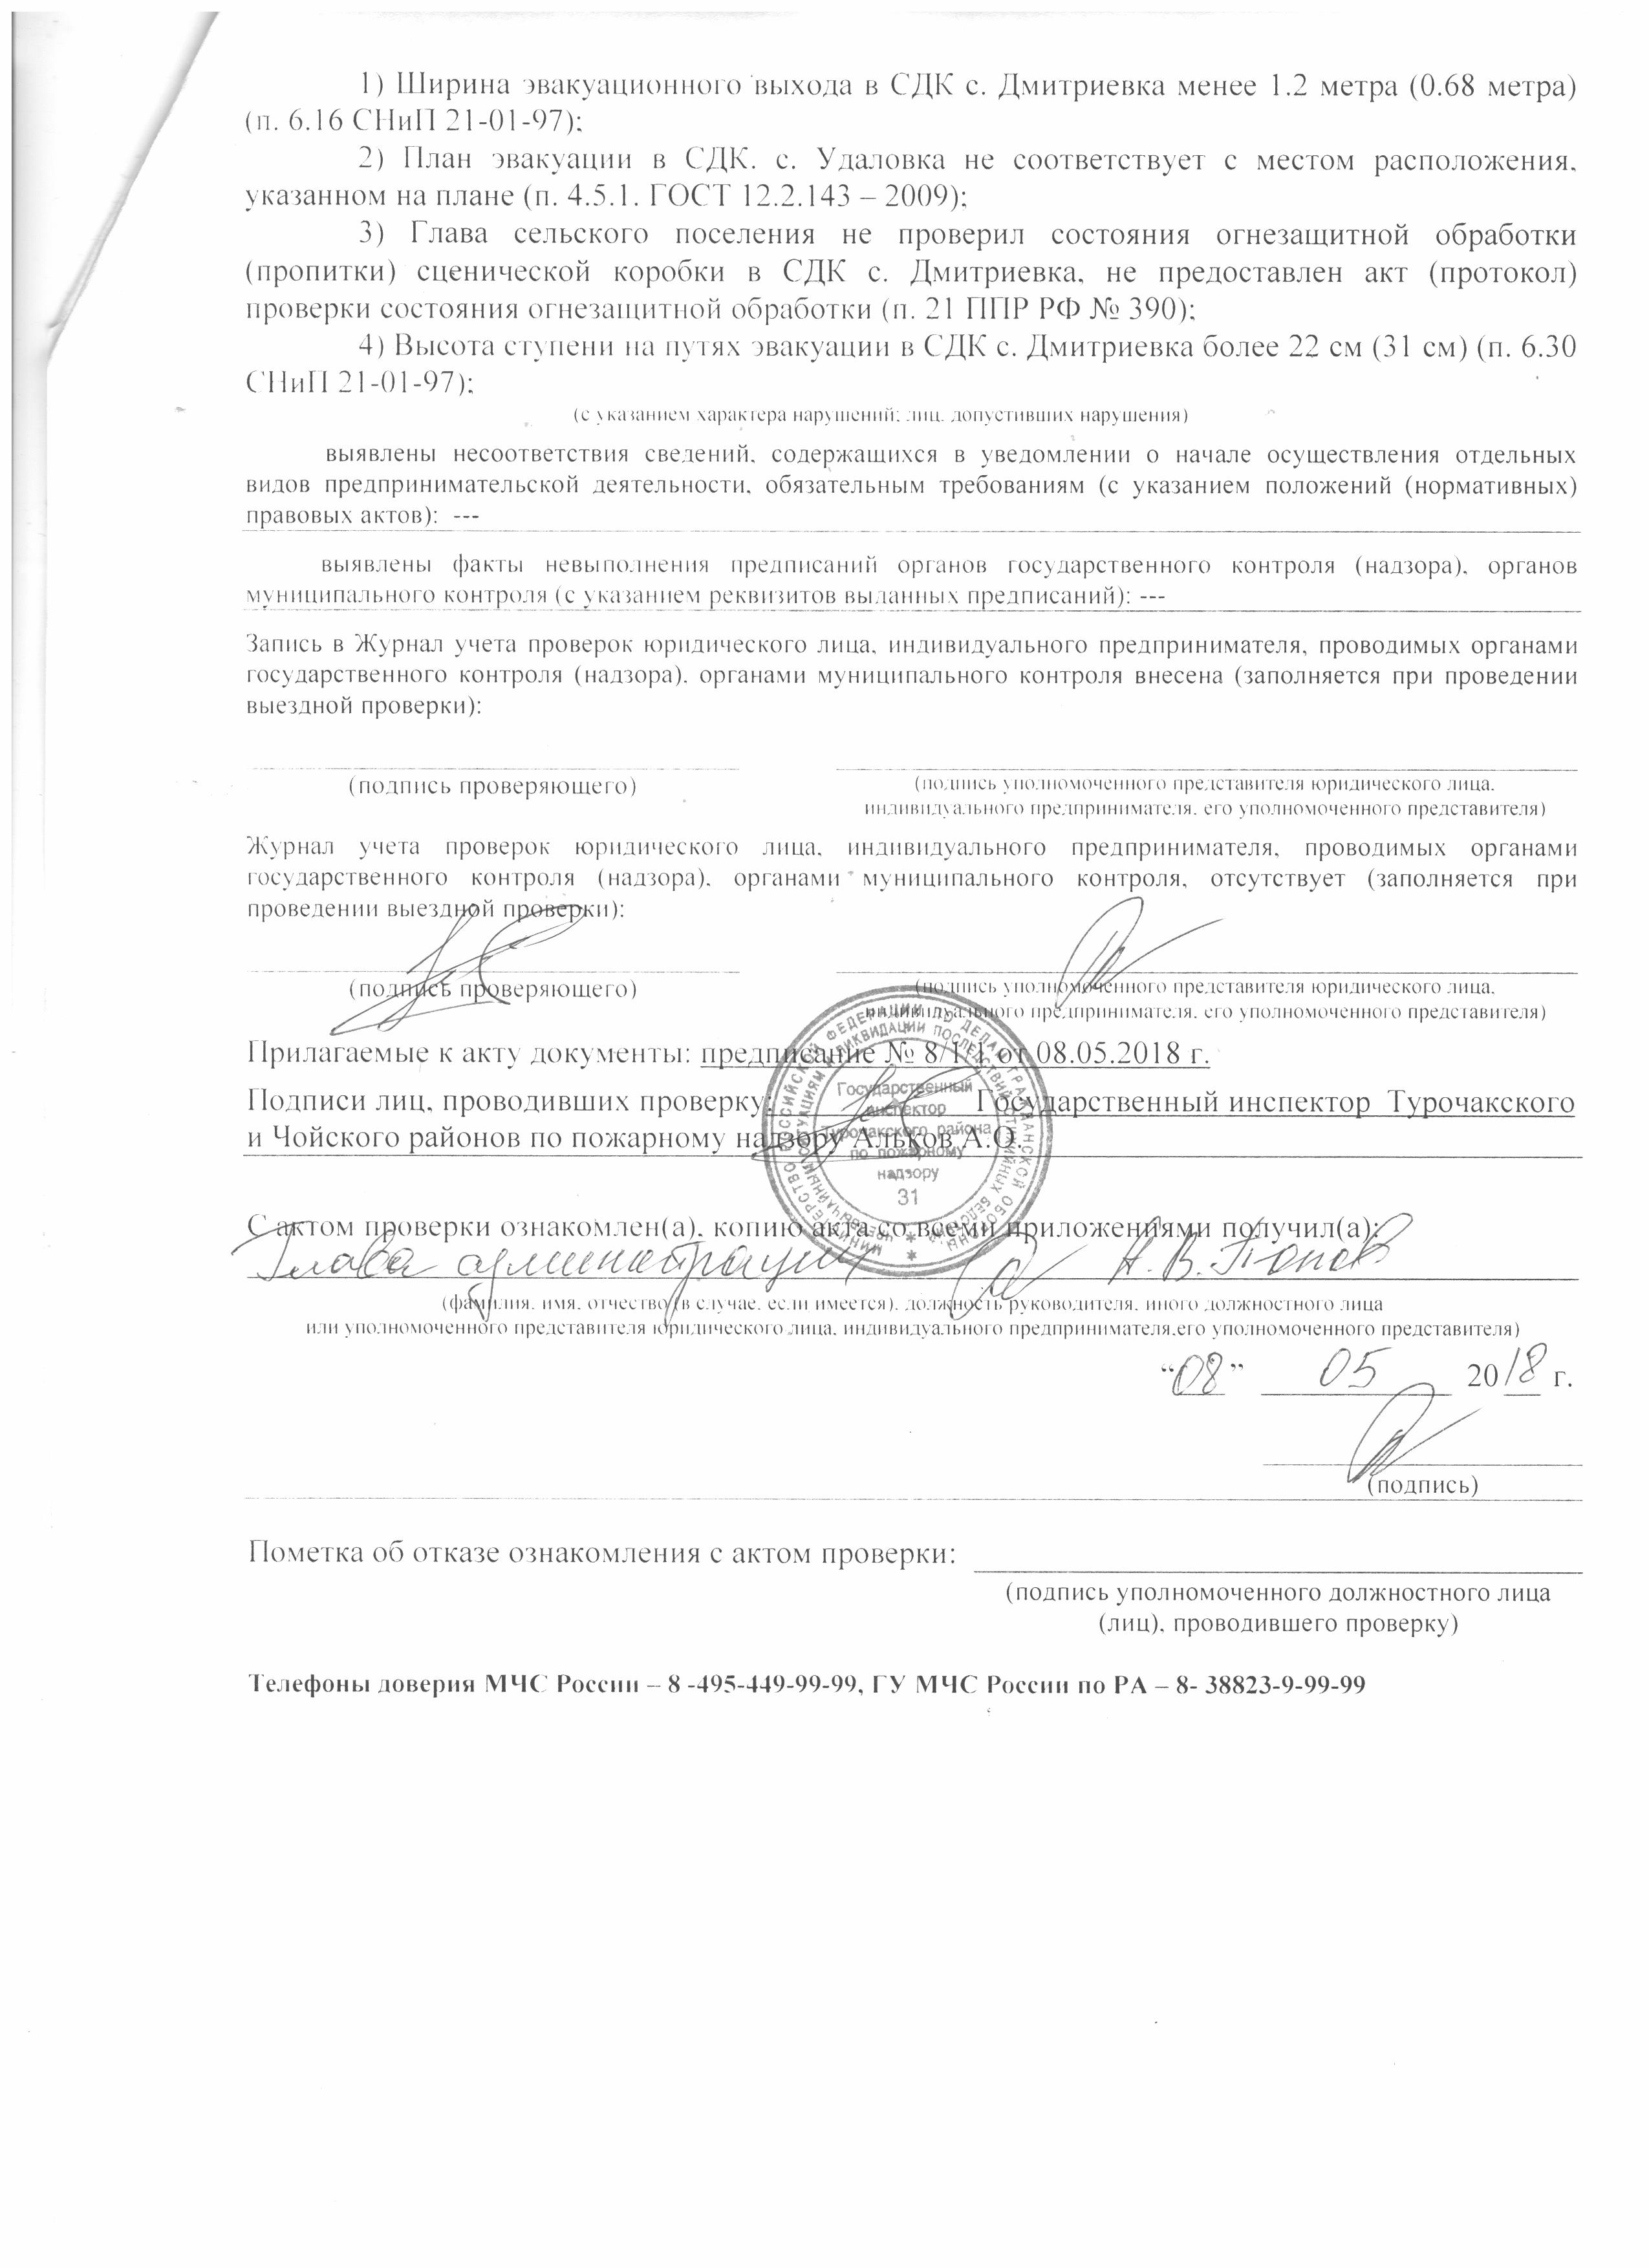 1) Ширина эвакуационного выхода в СДК с. Дмитриевка менее 1.2 метра (0.68 метра)
(п. 6.16 СНиП 21-01-97);
2) План эвакуации в СДК. с. Удаловка не соответствует с местом расположения,
указанном на плане (п. 4.5.1. ГОСТ 12.2.143 – 2009);
3) Глава сельского поселения не проверил состояния огнезащитной обработки
(пропитки) сценической коробки в СДК с. Дмитриевка, не предоставлен акт (протокол)
проверки состояния огнезащитной обработки (п. 21 ППР РФ № 390);
4) Высота ступени на путях эвакуации в СДК с. Дмитриевка более 22 см (31 см) (п. 6.30
СНиП 21-01-97);
(с указанием характера нарушений; лиц, допустивших нарушения)
выявлены несоответствия сведений, содержащихся в уведомлении о начале осуществления отдельных
видов предпринимательской деятельности, обязательным требованиям (с указанием положений (нормативных)
правовых актов): ---
выявлены факты невыполнения предписаний органов государственного контроля (надзора), органов
муниципального контроля (с указанием реквизитов выданных предписаний): ---
Запись в Журнал учета проверок юридического лица, индивидуального предпринимателя, проводимых органами
государственного контроля (надзора), органами муниципального контроля внесена (заполняется при проведении
выездной проверки):
(подпись проверяющего) (подпись уполномоченного представителя юридического лица,
индивидуального предпринимателя, его уполномоченного представителя)
Журнал учета проверок юридического лица, индивидуального предпринимателя, проводимых органами
государственного контроля (надзора), органами муниципального контроля, отсутствует (заполняется при
проведении выездной проверки):
(подпись проверяющего) (подпись уполномоченного представителя юридического лица,
индивидуального предпринимателя, его уполномоченного представителя)
Прилагаемые к акту документы: предписание № 8/1/1 от 08.05.2018 г.
Подписи лиц, проводивших проверку: Государственный инспектор Турочакского
и Чойского районов по пожарному надзору Альков А.О.
МИНИСТЕРСТВО РОССИЙСКОЙ ФЕДЕРАЦИИ ПО ДЕЛАМ ГРАЖДАНСКОЙ ОБОРОНЫ
ЧРЕЗВЫЧАЙНЫМ СИТУАЦИЯМ И ЛИКВИДАЦИИ ПОСЛЕДСТВИЙ СТИХИЙНЫХ БЕДСТВИЙ
Государственный
инспектор
Турочакского района
по пожарному
надзору
31
С актом проверки ознакомлен(а), копию акта со всеми приложениями получил(а):
Глава администрации Н.В. Попов
(фамилия, имя, отчество (в случае, если имеется), должность руководителя, иного должностного лица
или уполномоченного представителя юридического лица, индивидуального предпринимателя,его уполномоченного представителя)
“08” 05 2018 г.
(подпись)
Пометка об отказе ознакомления с актом проверки:
(подпись уполномоченного должностного лица
(лиц), проводившего проверку)
Телефоны доверия МЧС России – 8 -495-449-99-99, ГУ МЧС России по РА – 8- 38823-9-99-99